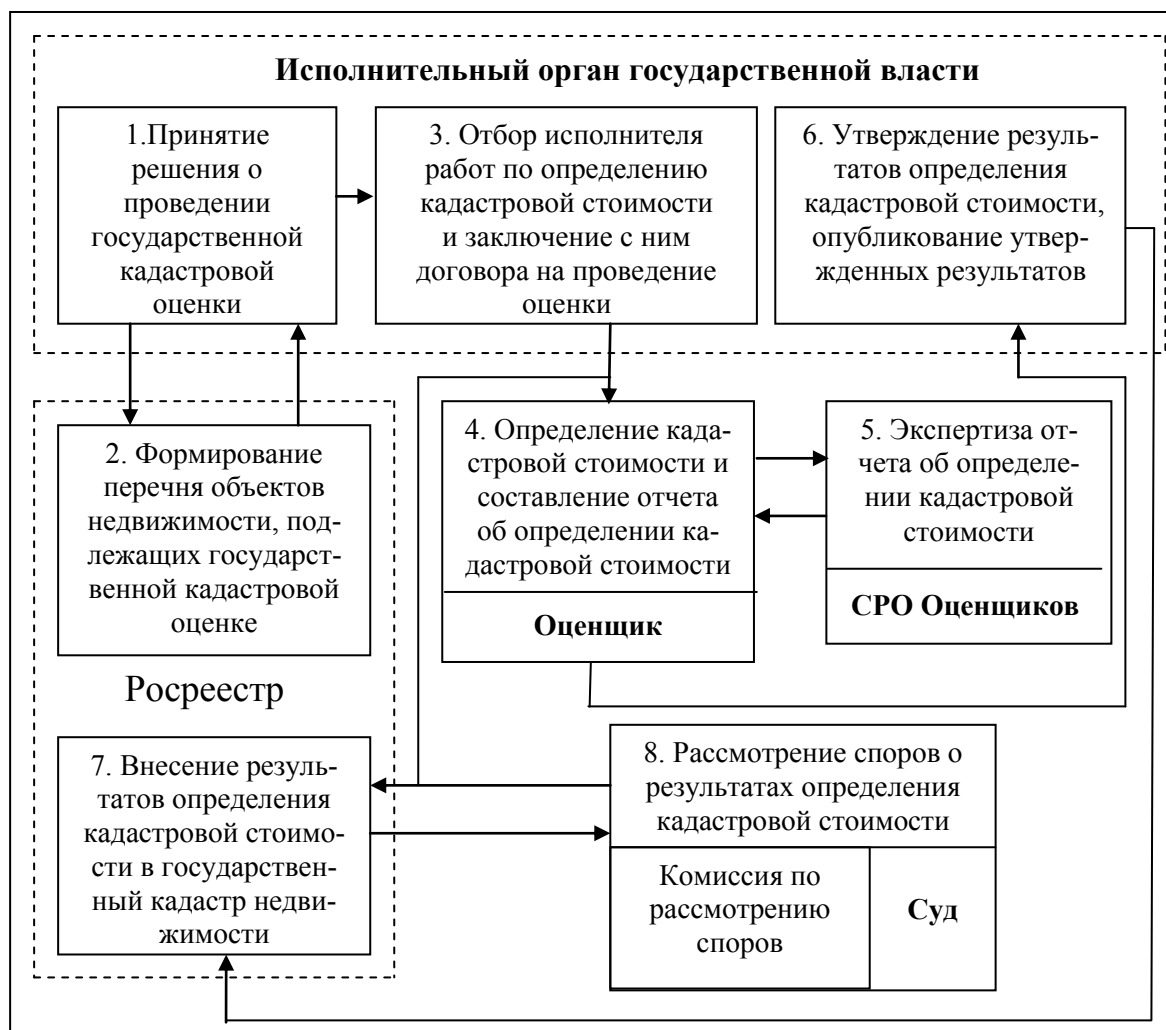 Исполнительный орган государственной власти
1.Принятие
решения о
проведении
государственной
кадастровой
оценки
3. Отбор исполнителя
работ по определению
кадастровой стоимости
и заключение с ним
договора на проведение
оценки
6. Утверждение резуль-
татов определения
кадастровой стоимости,
опубликование утвер-
жденных результатов
2. Формирование
перечня объектов
недвижимости, под-
лежащих государст-
венной кадастровой
оценке
4. Определение када-
стровой стоимости и
составление отчета
об определении ка-
дастровой стоимости
Оценщик
5. Экспертиза от-
чета об определе-
нии кадастровой
стоимости
СРО Оценщиков
Росреестр
7. Внесение резуль-
татов определения
кадастровой стоимо-
сти в государствен-
ный кадастр недви-
жимости
8. Рассмотрение споров о
результатах определения
кадастровой стоимости
Комиссия по
рассмотрению
споров
Суд